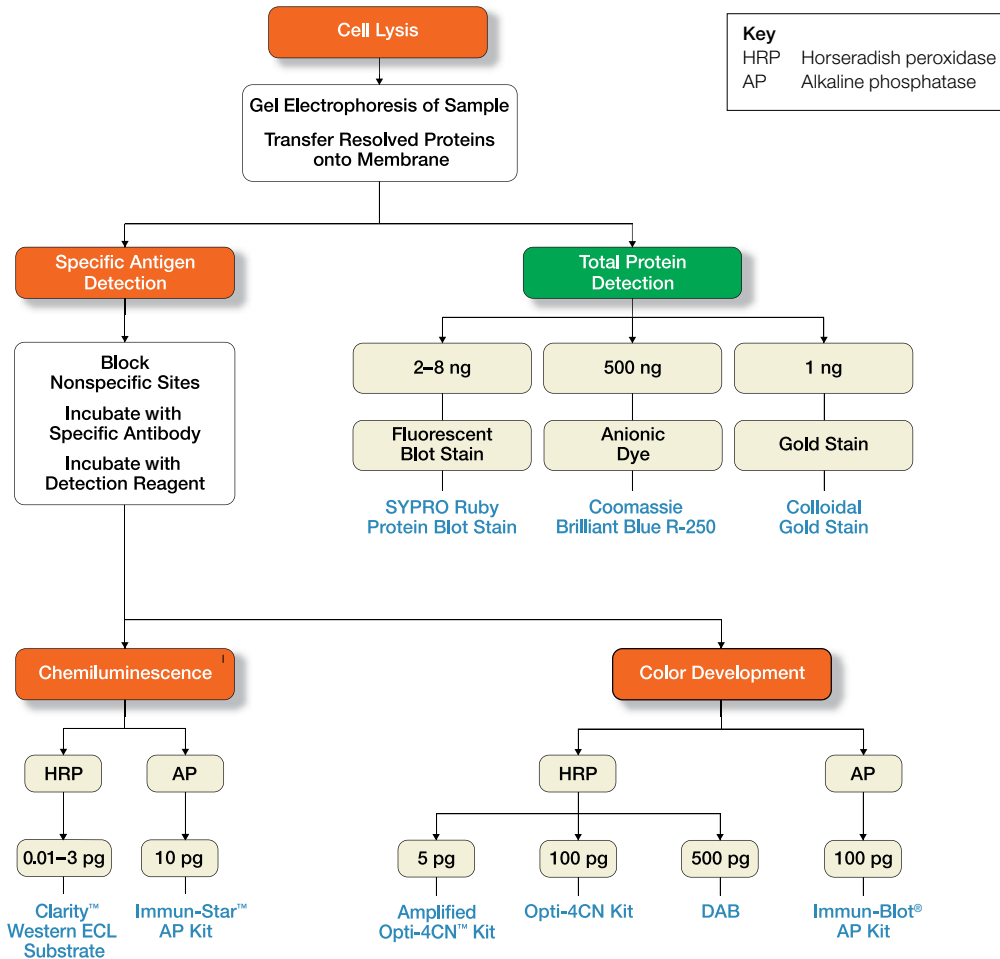 Cell Lysis
Key
HRP Horseradish peroxidase
AP Alkaline phosphatase
Gel Electrophoresis of Sample
Transfer Resolved Proteins
onto Membrane
Specific Antigen
Detection
Total Protein
Detection
Block
Nonspecific Sites
Incubate with
Specific Antibody
Incubate with
Detection Reagent
2–8 ng
500 ng
1 ng
Fluorescent
Blot Stain
Anionic
Dye
Gold Stain
SYPRO Ruby
Protein Blot Stain
Coomassie
Brilliant Blue R-250
Colloidal
Gold Stain
Chemiluminescence
Color Development
HRP
AP
HRP
AP
0.01–3 pg
10 pg
5 pg
100 pg
500 pg
100 pg
Clarity™
Western ECL
Substrate
Immun-Star™
AP Kit
Amplified
Opti-4CN™ Kit
Opti-4CN Kit
DAB
Immun-Blot®
AP Kit